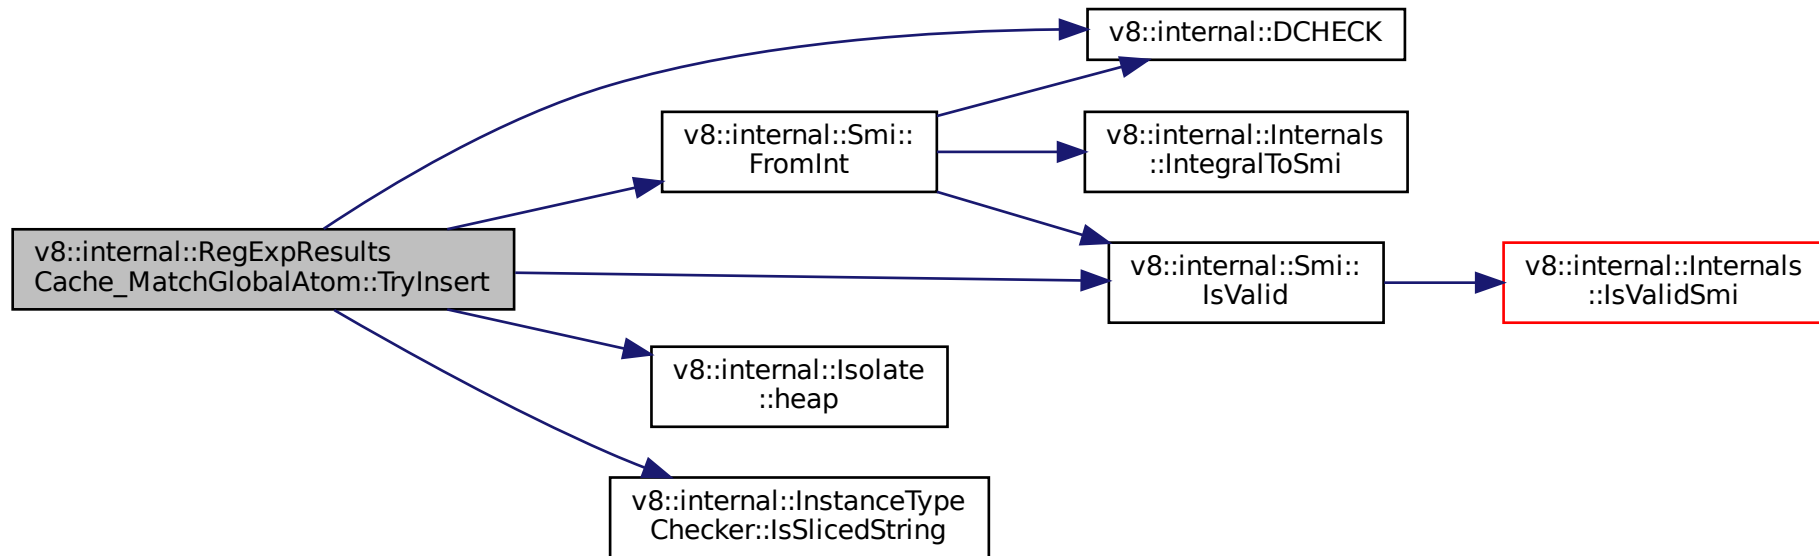 v8::internal::DCHECK
v8::internal::Smi::
FromInt
v8::internal::Internals
::IntegralToSmi
v8::internal::RegExpResults
Cache_MatchGlobalAtom::TryInsert
v8::internal::Smi::
IsValid
v8::internal::Internals
::IsValidSmi
v8::internal::Isolate
::heap
v8::internal::InstanceType
Checker::IsSlicedString